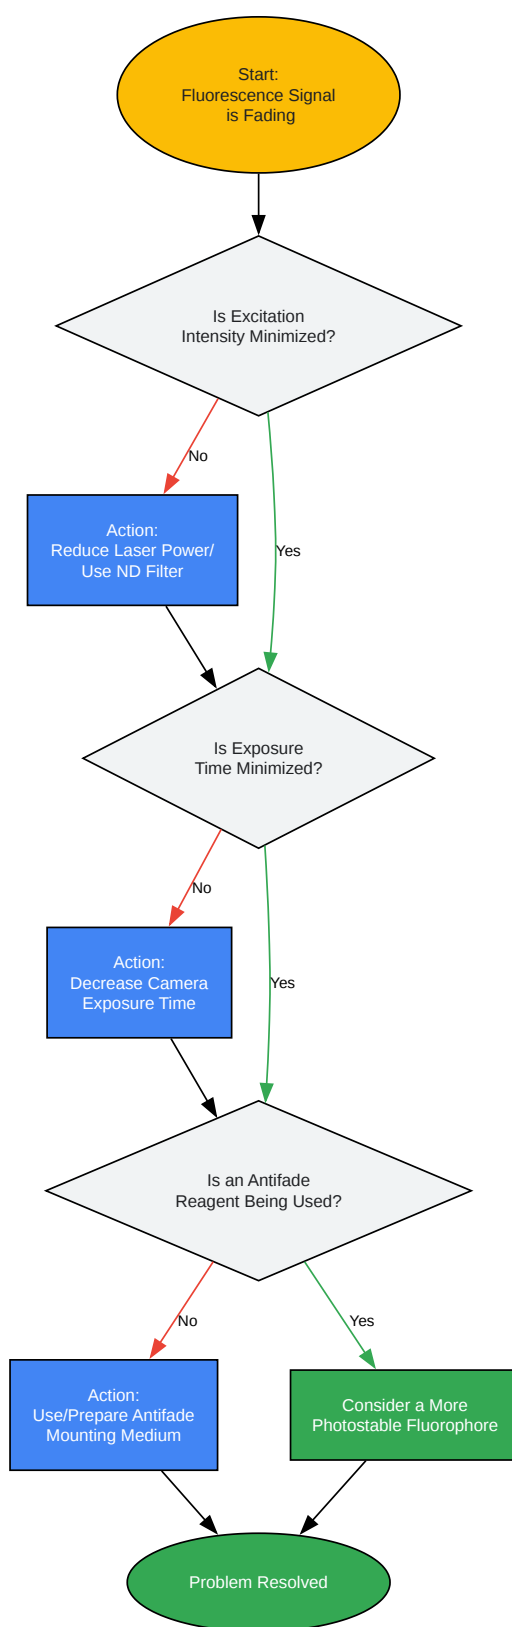 Start:
Fluorescence Signal
is Fading
Is Excitation
Intensity Minimized?
No
Action:
Reduce Laser Power/
Use ND Filter
Yes
Is Exposure
Time Minimized?
No
Action:
Decrease Camera
Exposure Time
Yes
Is an Antifade
Reagent Being Used?
No
Yes
Action:
Use/Prepare Antifade
Mounting Medium
Consider a More
Photostable Fluorophore
Problem Resolved